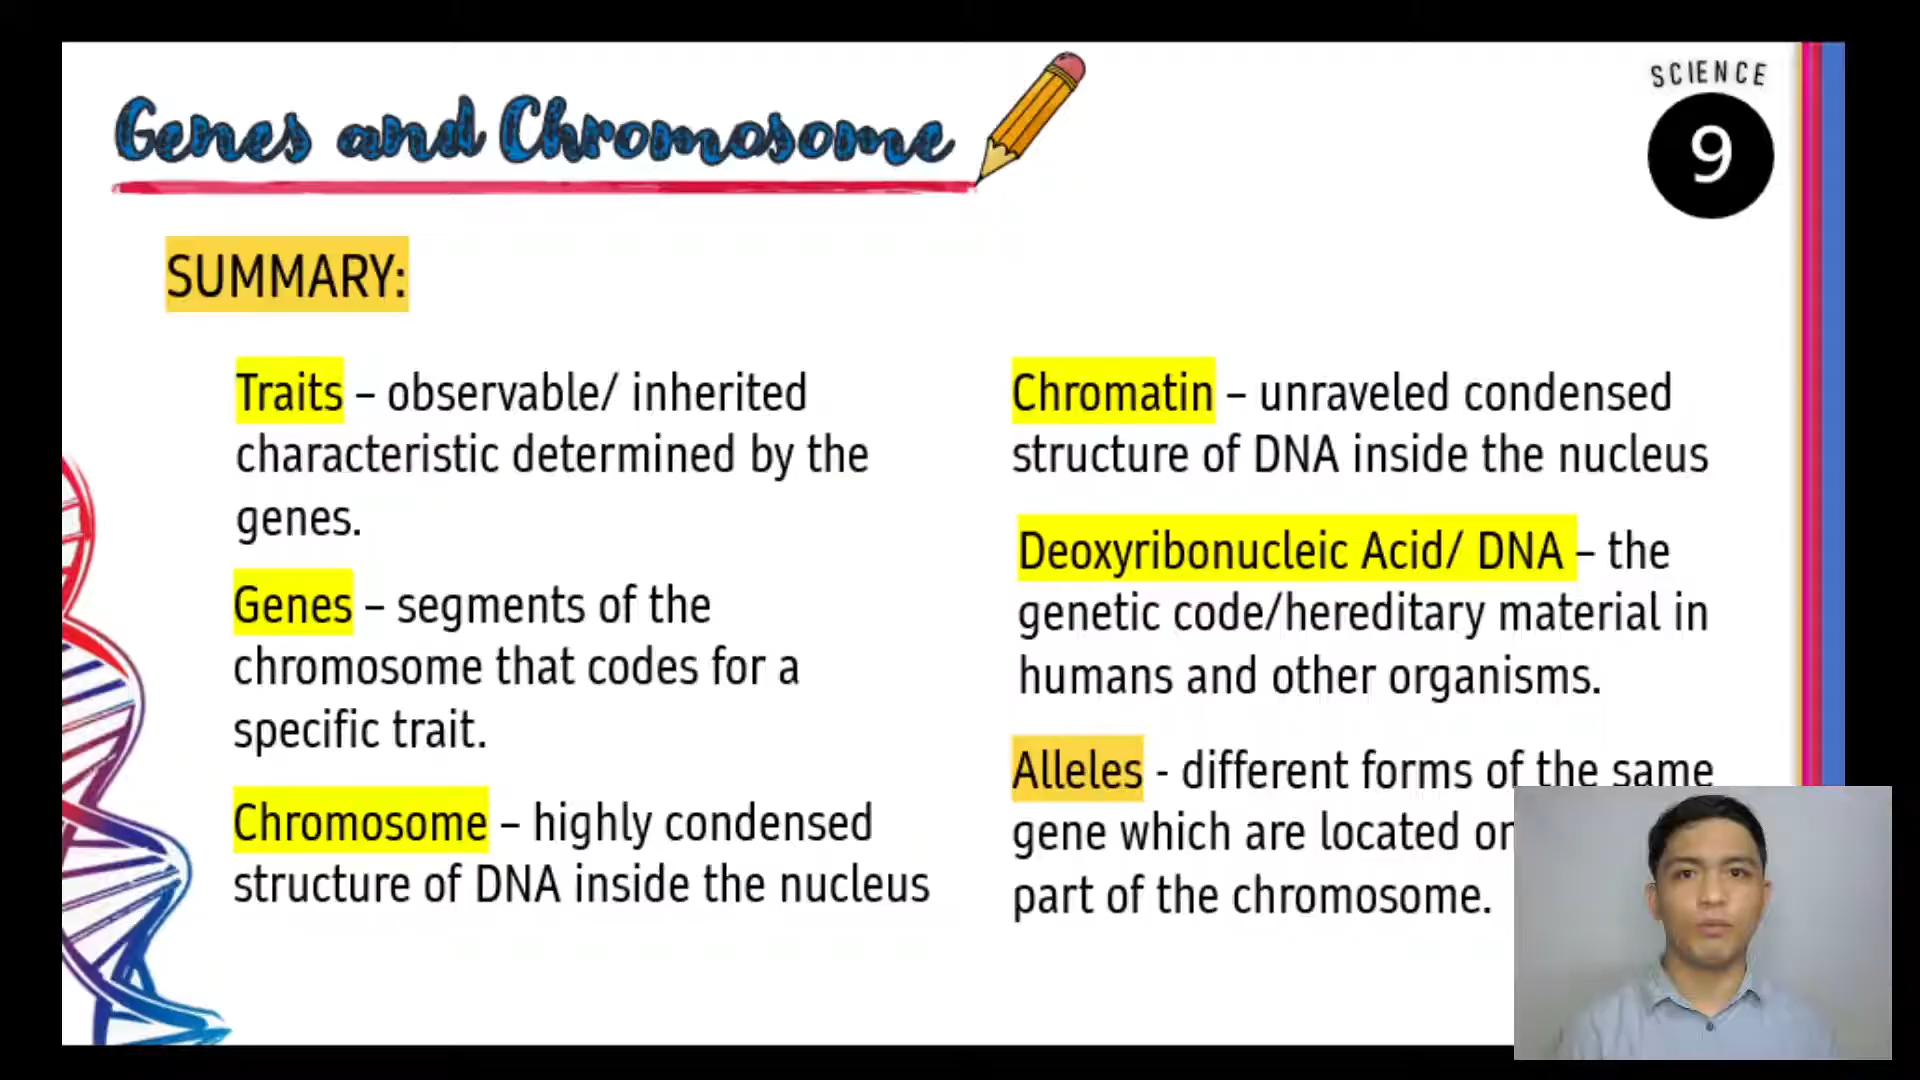 Genes and Chromosome
SCIENCE
9
SUMMARY:
Traits – observable/ inherited
characteristic determined by the
genes.
Genes – segments of the
chromosome that codes for a
specific trait.
Chromosome – highly condensed
structure of DNA inside the nucleus
Chromatin – unraveled condensed
structure of DNA inside the nucleus
Deoxyribonucleic Acid/ DNA – the
genetic code/hereditary material in
humans and other organisms.
Alleles - different forms of the same
gene which are located
part of the chromosome.